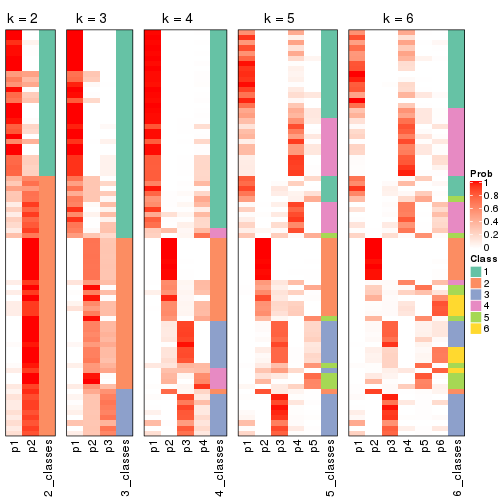 k = 2
k = 3
k = 4
k = 5
k = 6
p1
p2
2_classes
p1
p2
p3
3_classes
p1
p2
p3
p4
4_classes
p1
p2
p3
p4
p5
5_classes
p1
p2
p3
p4
p5
p6
6_classes
Prob
1
0.8
0.6
0.4
0.2
0
Class
1
2
3
4
5
6